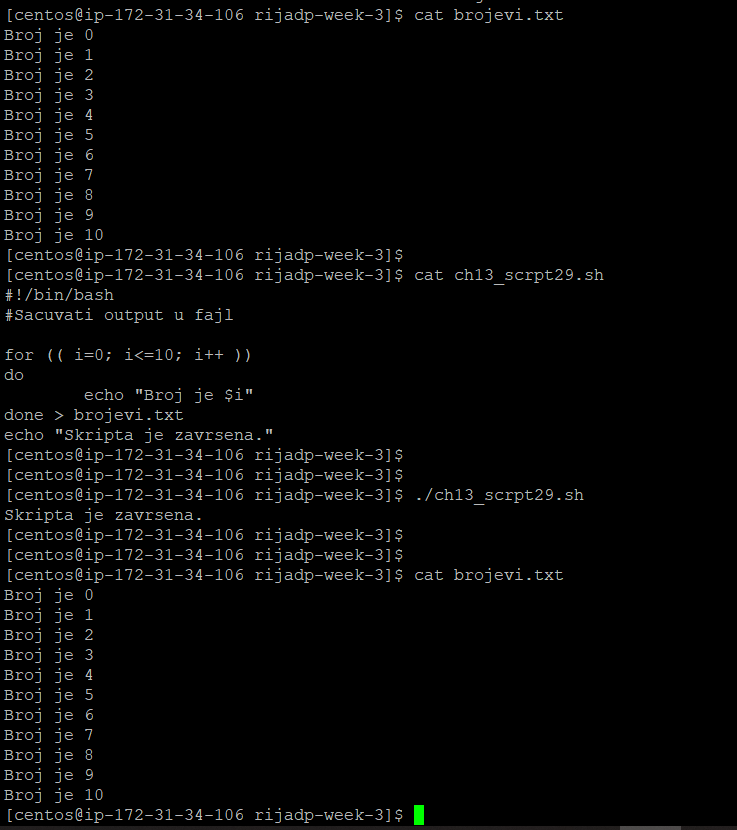 [centos@ip-172-31-34-106 rijadp-week-3]$ cat brojevi.txt
Broj je 0
Broj je 1
Broj je 2
Broj je 3
Broj je 4
Broj je 5
Broj je 6
Broj je 7
Broj je 8
Broj je 9
Broj je 10
[centos@ip-172-31-34-106 rijadp-week-3]$
[centos@ip-172-31-34-106 rijadp-week-3]$ cat ch13_scrpt29.sh
#!/bin/bash
#Sacuvati output u fajl

for (( i=0; i<=10; i++ ))
do
        echo "Broj je $i"
done > brojevi.txt
echo "Skripta je zavrsena."
[centos@ip-172-31-34-106 rijadp-week-3]$
[centos@ip-172-31-34-106 rijadp-week-3]$
[centos@ip-172-31-34-106 rijadp-week-3]$ ./ch13_scrpt29.sh
Skripta je zavrsena.
[centos@ip-172-31-34-106 rijadp-week-3]$
[centos@ip-172-31-34-106 rijadp-week-3]$
[centos@ip-172-31-34-106 rijadp-week-3]$ cat brojevi.txt
Broj je 0
Broj je 1
Broj je 2
Broj je 3
Broj je 4
Broj je 5
Broj je 6
Broj je 7
Broj je 8
Broj je 9
Broj je 10
[centos@ip-172-31-34-106 rijadp-week-3]$